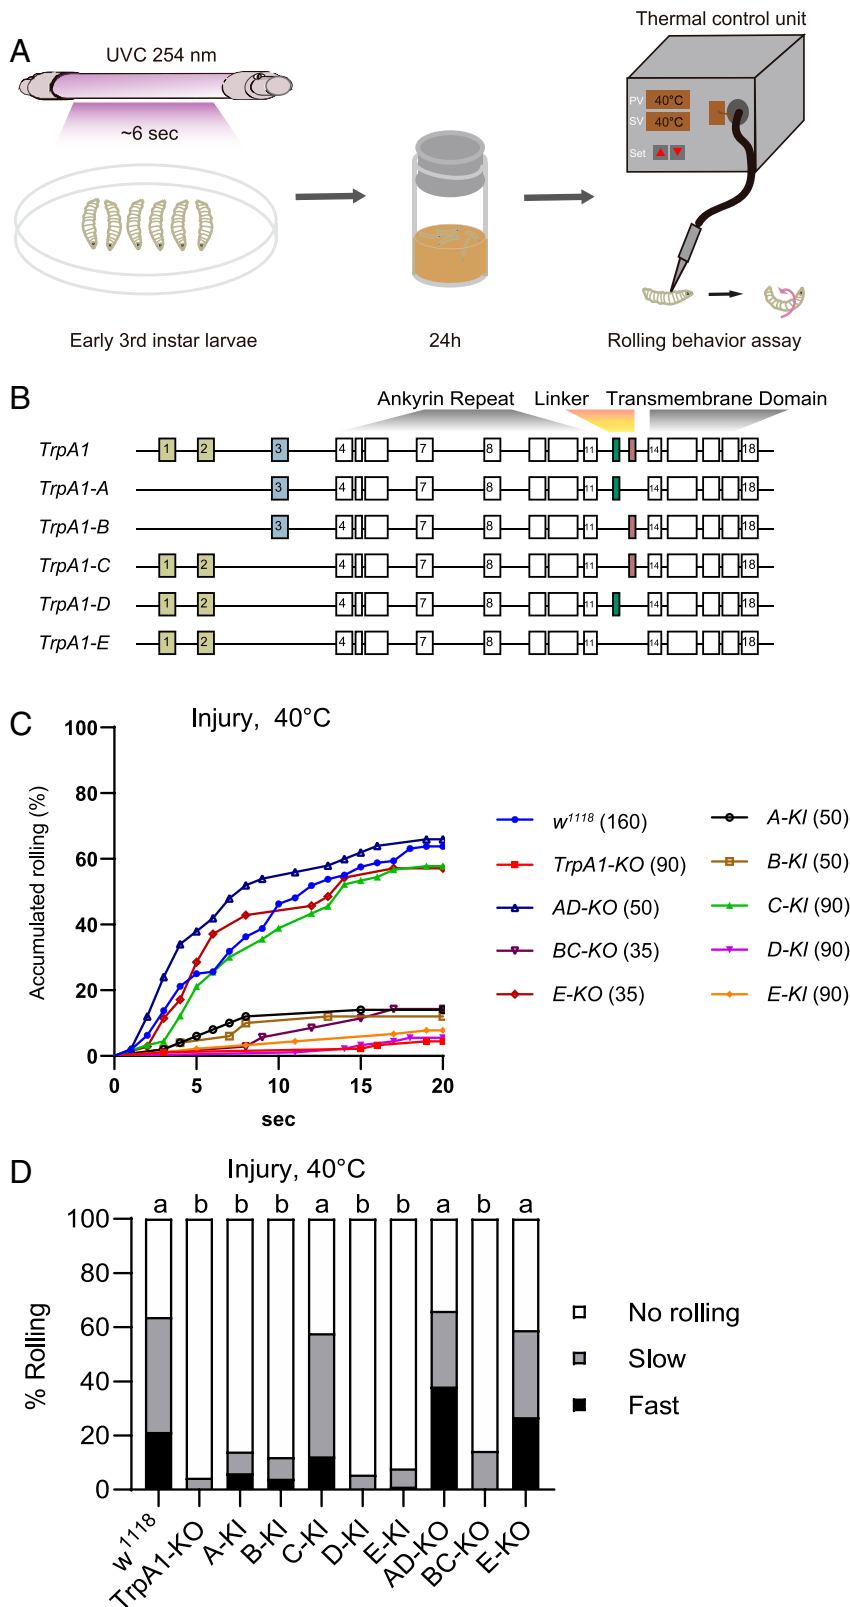 A
UVC 254 nm
~6 sec
Early 3rd instar larvae
24h
Thermal control unit
PV 40°C
SV 40°C
Set
Rolling behavior assay
B
Ankyrin Repeat Linker Transmembrane Domain
TrpA1 1 2 3 4 7 8 11 14 18
TrpA1-A 3 4 7 8 11 14 18
TrpA1-B 3 4 7 8 11 14 18
TrpA1-C 1 2 4 7 8 11 14 18
TrpA1-D 1 2 4 7 8 11 14 18
TrpA1-E 1 2 4 7 8 11 14 18
C
Injury, 40°C
Accumulated rolling (%)
100
80
60
40
20
0
0 5 10 15 20
sec
w1118 (160)
TrpA1-KO (90)
AD-KO (50)
BC-KO (35)
E-KO (35)
A-KI (50)
B-KI (50)
C-KI (90)
D-KI (90)
E-KI (90)
D
Injury, 40°C
a b b b a b b a b a
% Rolling
100
80
60
40
20
0
w1118
TrpA1-KO
A-KI
B-KI
C-KI
D-KI
E-KI
AD-KO
BC-KO
E-KO
No rolling
Slow
Fast